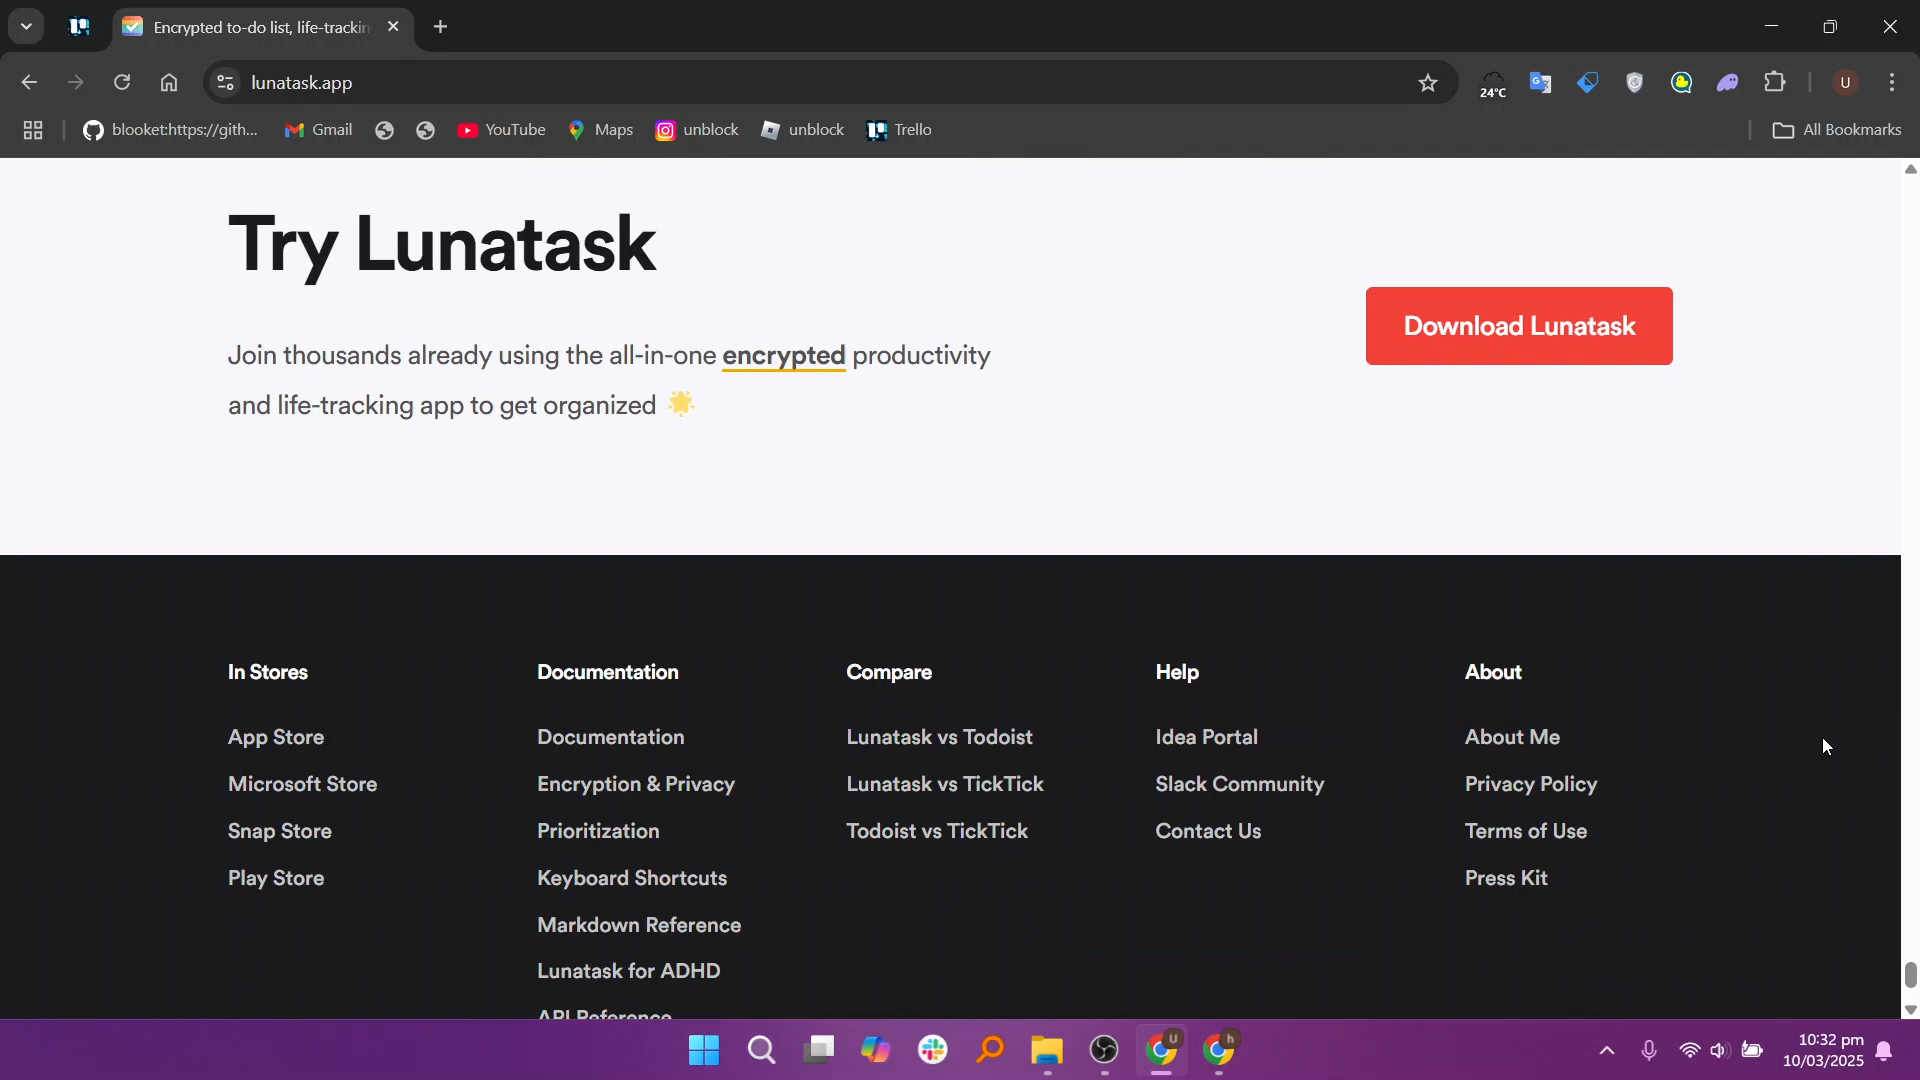 Encrypted to-do list, life-trackin
lunatask.app
24°C
U
blooket:https://gith...
Gmail
YouTube
Maps
unblock
unblock
Trello
All Bookmarks
Try Lunatask
Join thousands already using the all-in-one encrypted productivity
and life-tracking app to get organized
Download Lunatask
In Stores
App Store
Microsoft Store
Snap Store
Play Store
Documentation
Documentation
Encryption & Privacy
Prioritization
Keyboard Shortcuts
Markdown Reference
Lunatask for ADHD
API Reference
Compare
Lunatask vs Todoist
Lunatask vs TickTick
Todoist vs TickTick
Help
Idea Portal
Slack Community
Contact Us
About
About Me
Privacy Policy
Terms of Use
Press Kit
U
h
10:32 pm
10/03/2025